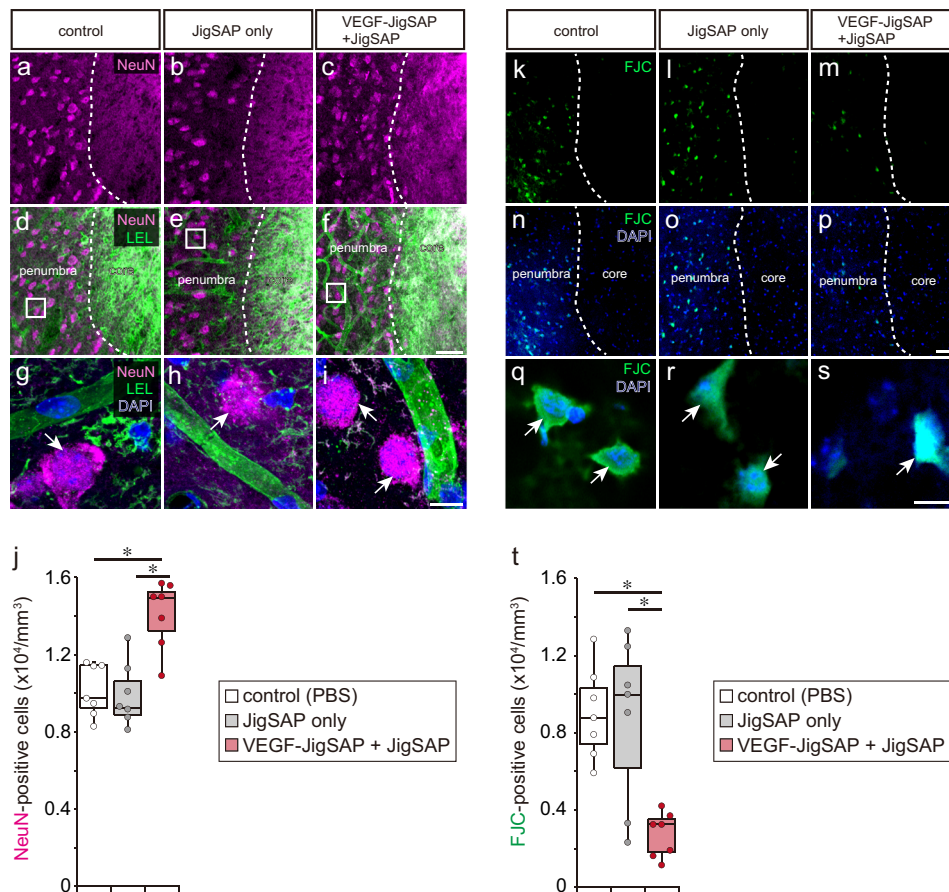 control
JigSAP only
VEGF-JigSAP
+JigSAP
a
NeuN
b
c
d
NeuN
LEL
penumbra
core
e
penumbra
core
f
penumbra
core
g
NeuN
LEL
DAPI
h
i
j
*
*
1.6
1.2
0.8
0.4
0
NeuN-positive cells (x10⁴/mm³)
control (PBS)
JigSAP only
VEGF-JigSAP + JigSAP
control
JigSAP only
VEGF-JigSAP
+JigSAP
k
FJC
l
m
n
FJC
DAPI
penumbra
core
o
penumbra
core
p
penumbra
core
q
FJC
DAPI
r
s
t
*
*
1.6
1.2
0.8
0.4
0
FJC-positive cells (x10⁴/mm³)
control (PBS)
JigSAP only
VEGF-JigSAP + JigSAP